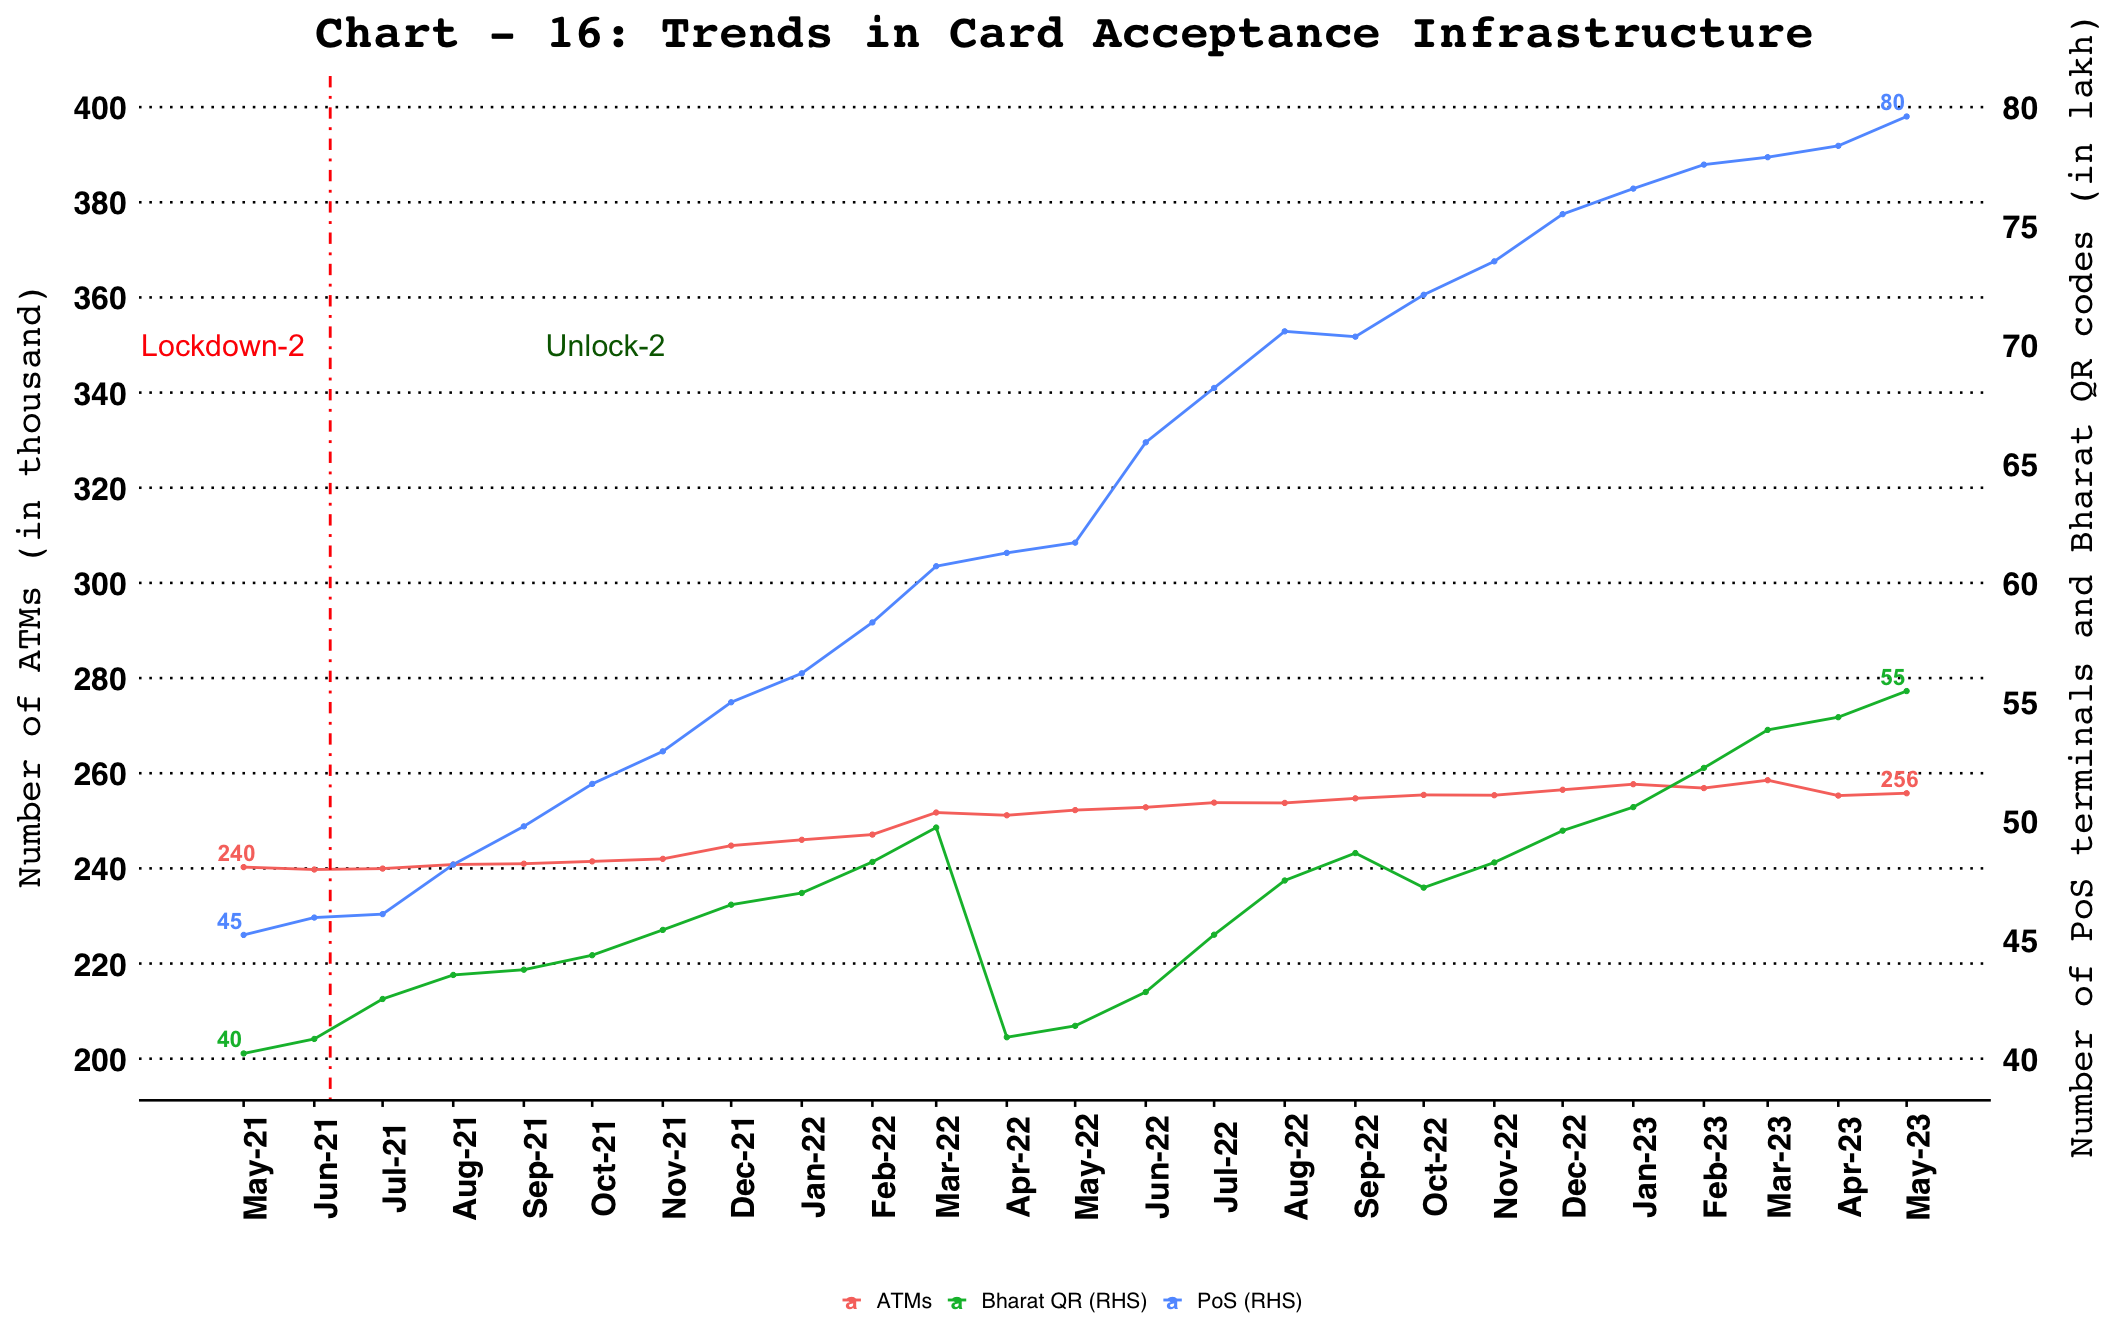 Chart – 16: Trends in Card Acceptance Infrastructure
Number of ATMs (in thousand)
400
380
360
340
320
300
280
260
240
220
200
Lockdown-2
Unlock-2
240
45
40
80
55
256
80
75
70
65
60
55
50
45
40
Number of PoS terminals and Bharat QR codes (in lakh)
May-21
Jun-21
Jul-21
Aug-21
Sep-21
Oct-21
Nov-21
Dec-21
Jan-22
Feb-22
Mar-22
Apr-22
May-22
Jun-22
Jul-22
Aug-22
Sep-22
Oct-22
Nov-22
Dec-22
Jan-23
Feb-23
Mar-23
Apr-23
May-23
a ATMs a Bharat QR (RHS) a PoS (RHS)